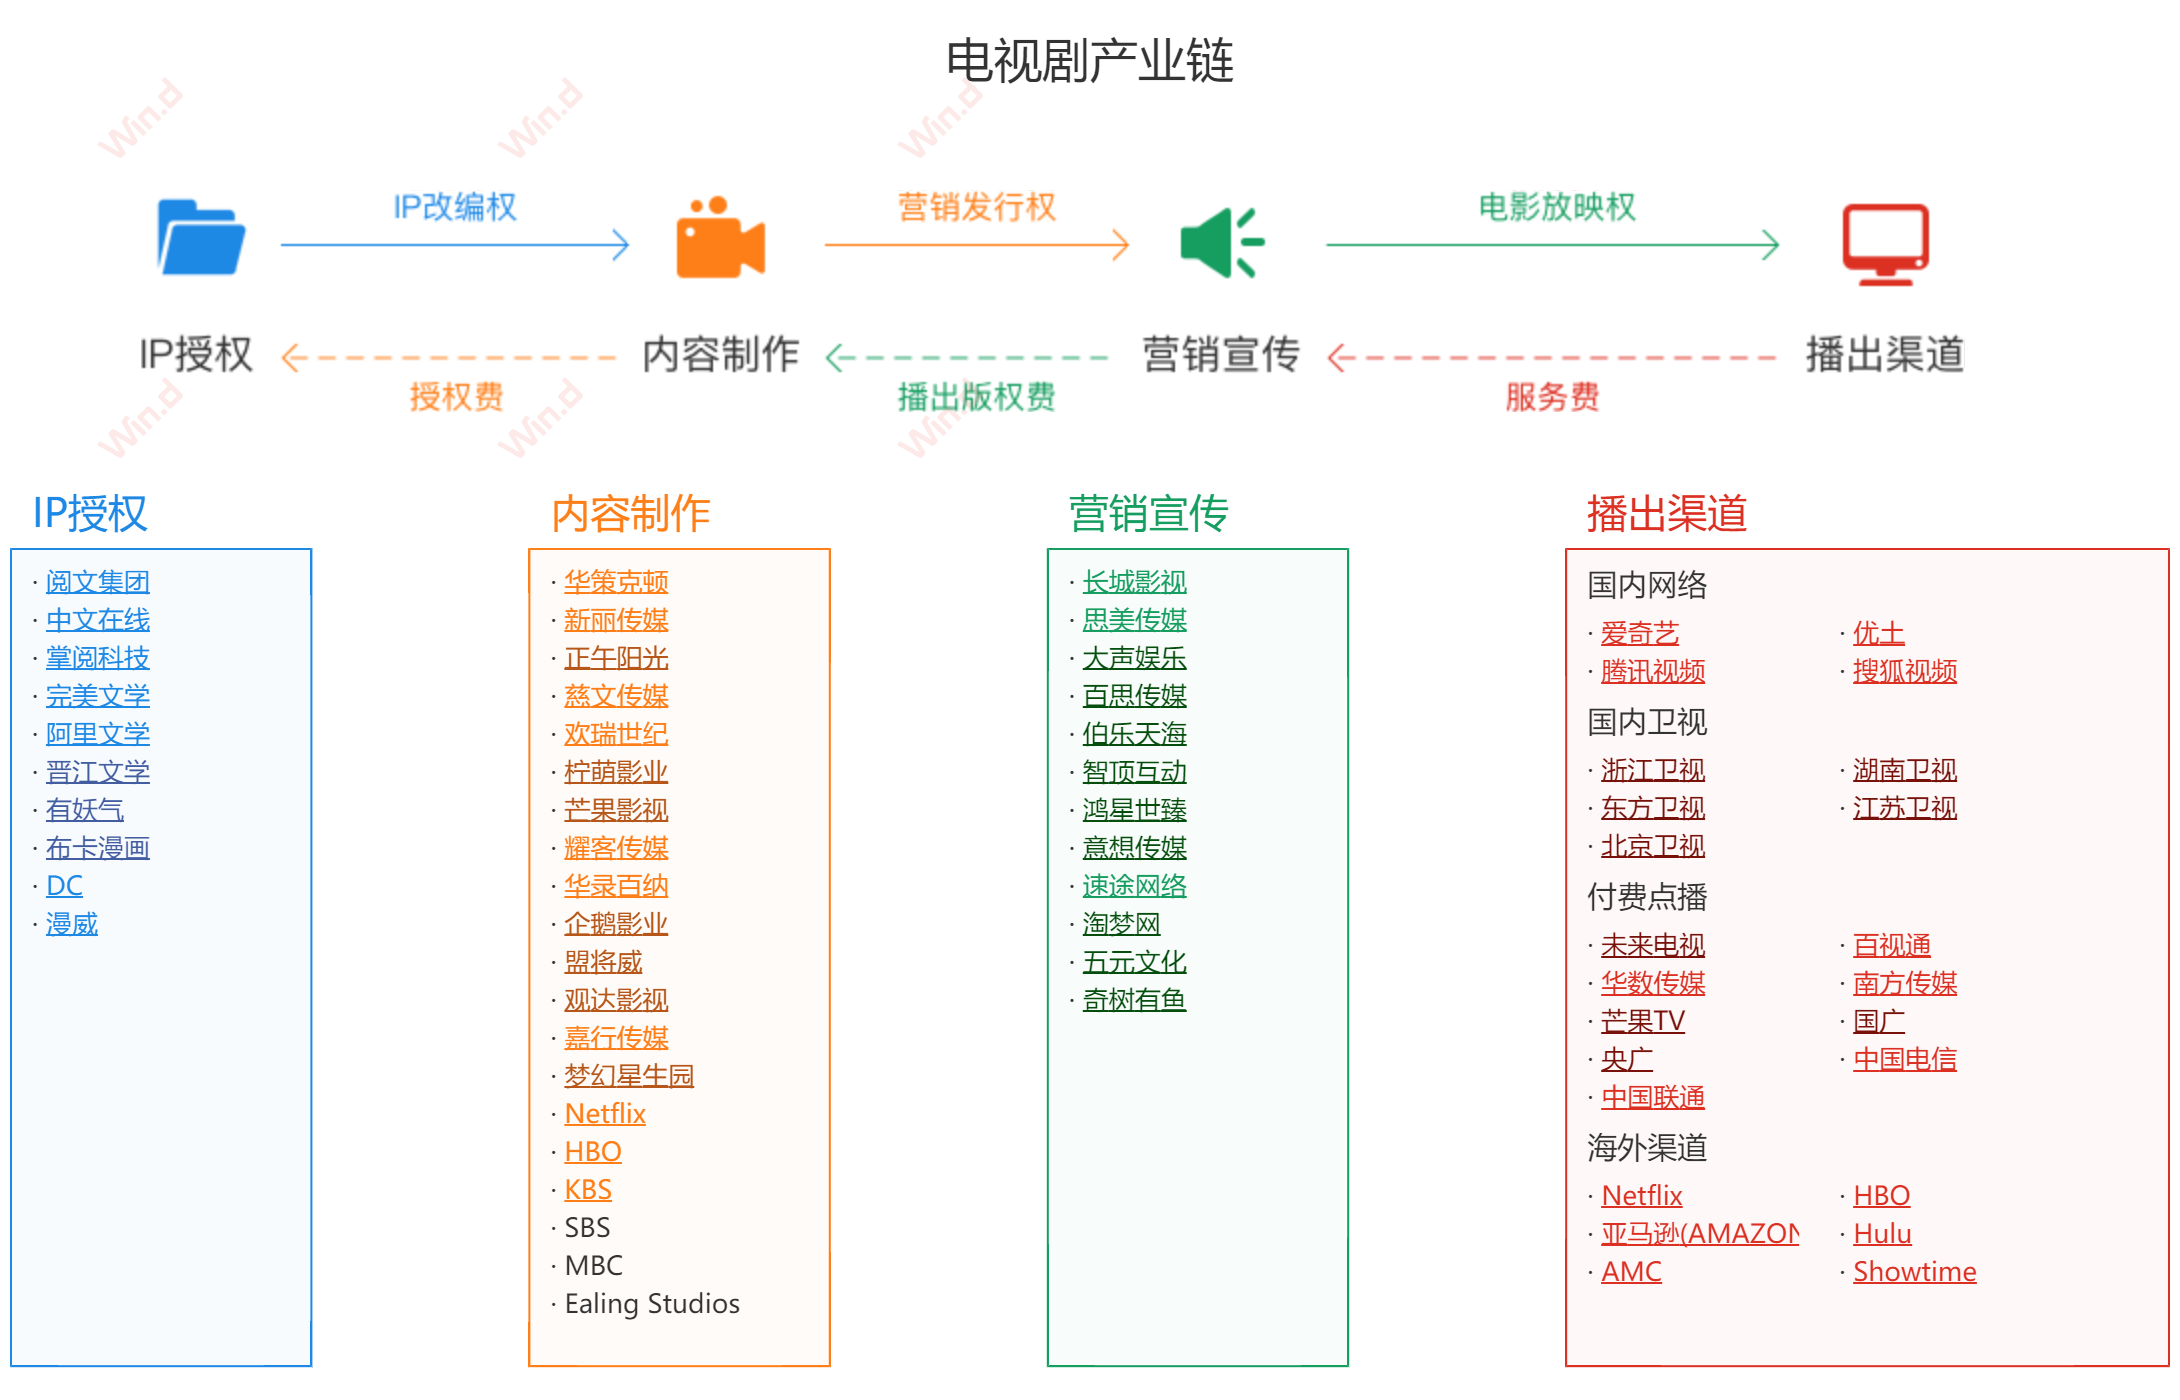 电视剧产业链
Win.d
Win.d
Win.d
IP改编权
营销发行权
电影放映权
IP授权
内容制作
营销宣传
播出渠道
授权费
播出版权费
服务费
Win.d
Win.d
Win.d
IP授权
· 阅文集团
· 中文在线
· 掌阅科技
· 完美文学
· 阿里文学
· 晋江文学
· 有妖气
· 布卡漫画
· DC
· 漫威
内容制作
· 华策克顿
· 新丽传媒
· 正午阳光
· 慈文传媒
· 欢瑞世纪
· 柠萌影业
· 芒果影视
· 耀客传媒
· 华录百纳
· 企鹅影业
· 盟将威
· 观达影视
· 嘉行传媒
· 梦幻星生园
· Netflix
· HBO
· KBS
· SBS
· MBC
· Ealing Studios
营销宣传
· 长城影视
· 思美传媒
· 大声娱乐
· 百思传媒
· 伯乐天海
· 智顶互动
· 鸿星世臻
· 意想传媒
· 速途网络
· 淘梦网
· 五元文化
· 奇树有鱼
播出渠道
国内网络
· 爱奇艺 · 优土
· 腾讯视频 · 搜狐视频
国内卫视
· 浙江卫视 · 湖南卫视
· 东方卫视 · 江苏卫视
· 北京卫视
付费点播
· 未来电视 · 百视通
· 华数传媒 · 南方传媒
· 芒果TV · 国广
· 央广 · 中国电信
· 中国联通
海外渠道
· Netflix · HBO
· 亚马逊(AMAZON · Hulu
· AMC · Showtime